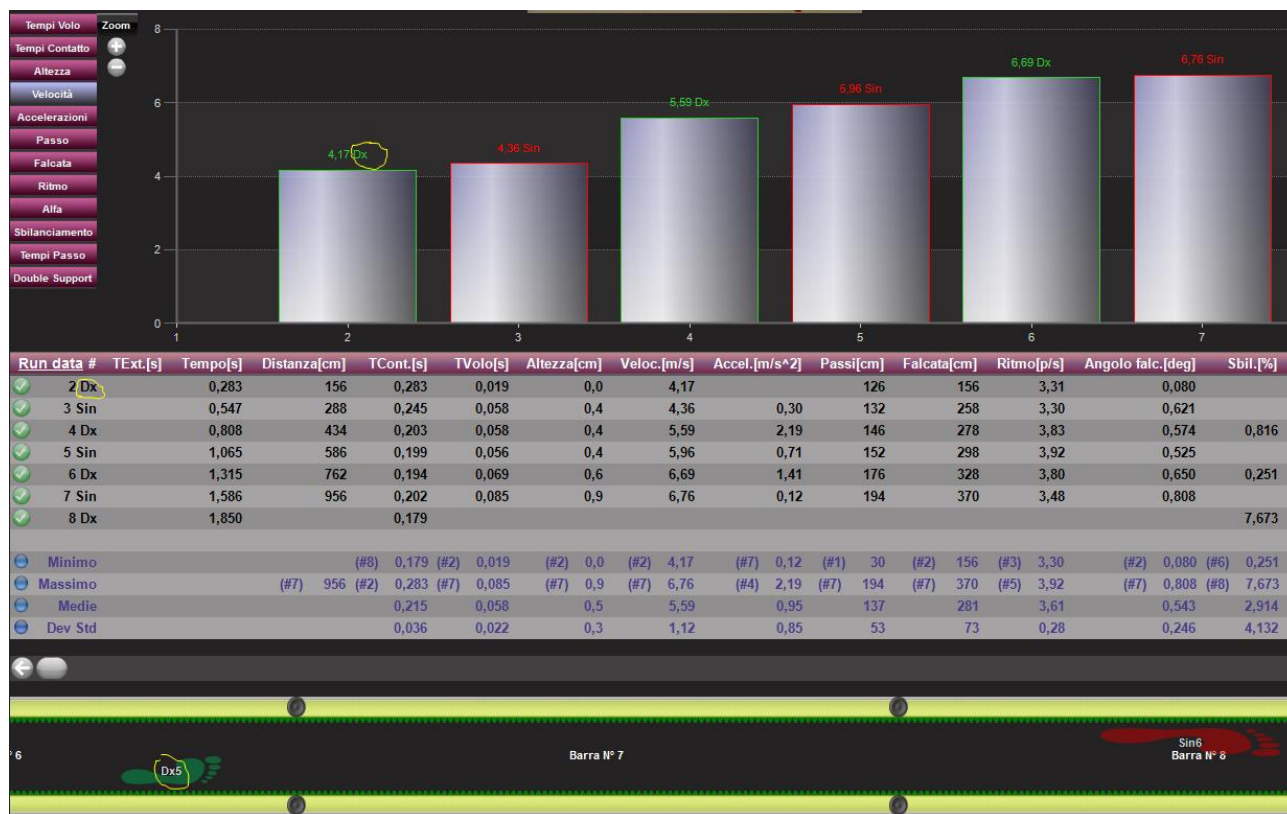 Tempi Volo
Zoom
Tempi Contatto
Altezza
Velocità
Accelerazioni
Passo
Falcata
Ritmo
Alfa
Sbilanciamento
Tempi Passo
Double Support
8
6
4
2
0
4,17 Dx
4,36 Sin
5,59 Dx
5,96 Sin
6,69 Dx
6,76 Sin
1 2 3 4 5 6 7
Run data # TExt.[s] Tempo[s] Distanza[cm] TCont.[s] TVolo[s] Altezza[cm] Veloc.[m/s] Accel.[m/s^2] Passi[cm] Falcata[cm] Ritmo[p/s] Angolo falc.[deg] Sbil.[%]
2 Dx 0,283 156 0,283 0,019 0,0 4,17 126 156 3,31 0,080
3 Sin 0,547 288 0,245 0,058 0,4 4,36 0,30 132 258 3,30 0,621
4 Dx 0,808 434 0,203 0,058 0,4 5,59 2,19 146 278 3,83 0,574 0,816
5 Sin 1,065 586 0,199 0,056 0,4 5,96 0,71 152 298 3,92 0,525
6 Dx 1,315 762 0,194 0,069 0,6 6,69 1,41 176 328 3,80 0,650 0,251
7 Sin 1,586 956 0,202 0,085 0,9 6,76 0,12 194 370 3,48 0,808
8 Dx 1,850 0,179 7,673
Minimo (#8) 0,179 (#2) 0,019 (#2) 0,0 (#2) 4,17 (#7) 0,12 (#1) 30 (#2) 156 (#3) 3,30 (#2) 0,080 (#6) 0,251
Massimo (#7) 956 (#2) 0,283 (#7) 0,085 (#7) 0,9 (#7) 6,76 (#4) 2,19 (#7) 194 (#7) 370 (#5) 3,92 (#7) 0,808 (#8) 7,673
Medie 0,215 0,058 0,5 5,59 0,95 137 281 3,61 0,543 2,914
Dev Std 0,036 0,022 0,3 1,12 0,85 53 73 0,28 0,246 4,132
° 6
Dx5
Barra N° 7
Sin6
Barra N° 8